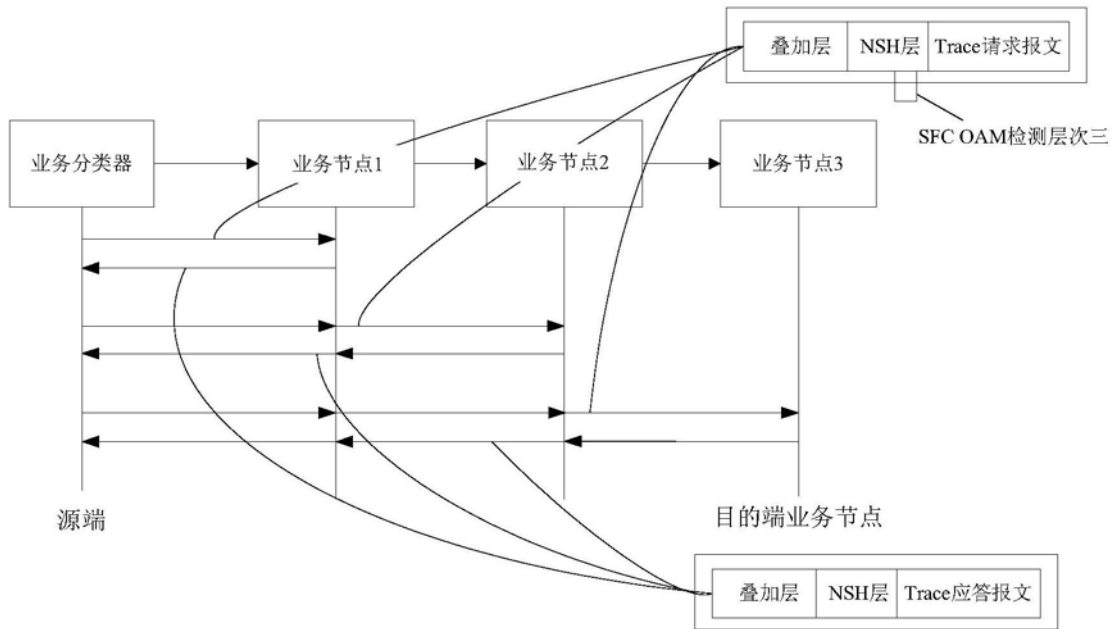 叠加层 NSH层 Trace请求报文
SFC OAM检测层次三
业务分类器 业务节点1 业务节点2 业务节点3
源端 目的端业务节点
叠加层 NSH层 Trace应答报文